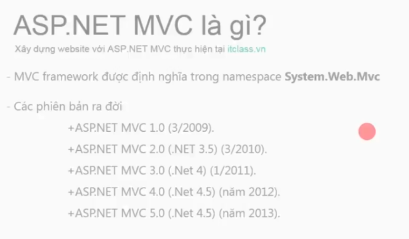 ASP.NET MVC là gì?
Xây dựng website với ASP.NET MVC thực hiện tại itclass.vn
- MVC framework được định nghĩa trong namespace System.Web.Mvc
- Các phiên bản ra đời
+ASP.NET MVC 1.0 (3/2009).
+ASP.NET MVC 2.0 (.NET 3.5) (3/2010).
+ASP.NET MVC 3.0 (.Net 4) (1/2011).
+ASP.NET MVC 4.0 (.Net 4.5) (năm 2012).
+ASP.NET MVC 5.0 (.Net 4.5) (năm 2013).